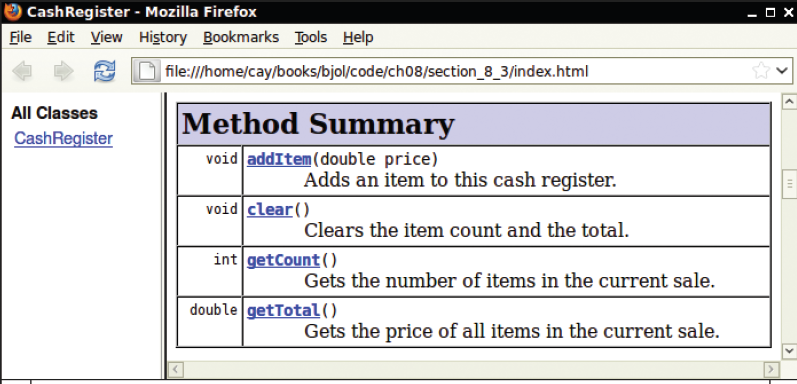 CashRegister - Mozilla Firefox
File Edit View History Bookmarks Tools Help
file:///home/cay/books/bjol/code/ch08/section_8_3/index.html
All Classes
CashRegister
Method Summary
void addItem(double price)
Adds an item to this cash register.
void clear()
Clears the item count and the total.
int getCount()
Gets the number of items in the current sale.
double getTotal()
Gets the price of all items in the current sale.